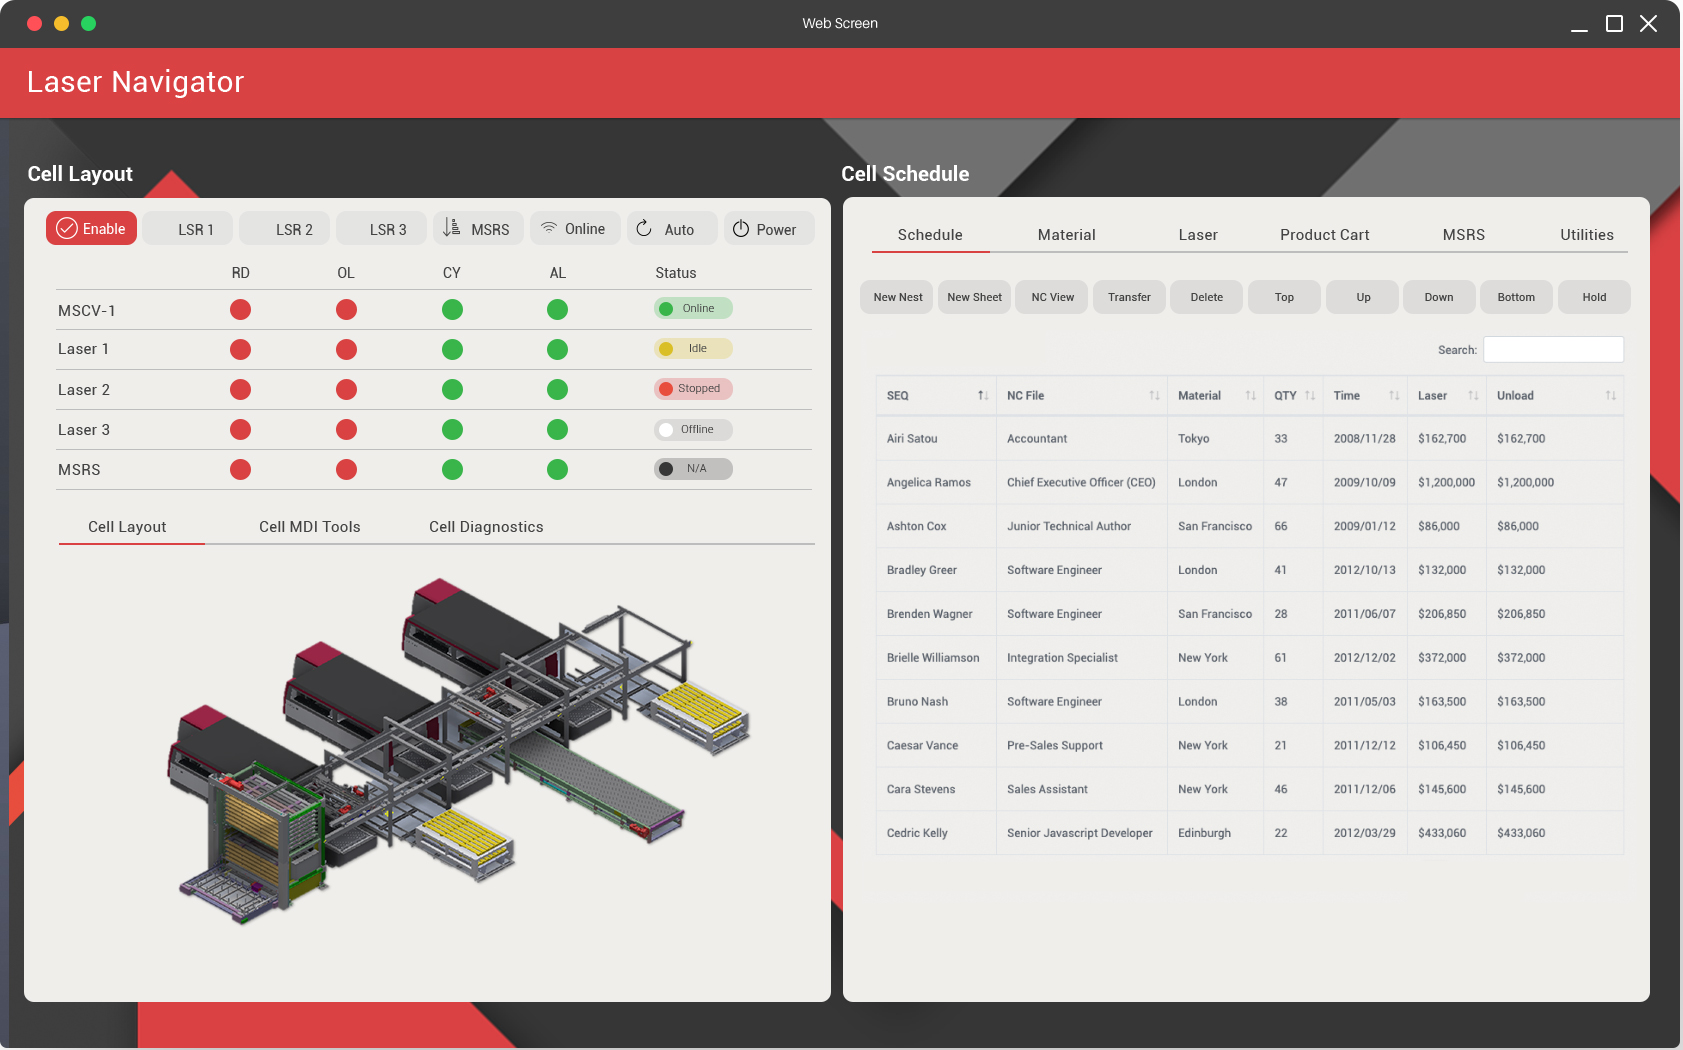 Web Screen
Laser Navigator
Cell Layout
Enable LSR 1 LSR 2 LSR 3 MSRS Online Auto Power
RD OL CY AL Status
MSCV-1 Online
Laser 1 Idle
Laser 2 Stopped
Laser 3 Offline
MSRS N/A
Cell Layout Cell MDI Tools Cell Diagnostics
Cell Schedule
Schedule Material Laser Product Cart MSRS Utilities
New Nest New Sheet NC View Transfer Delete Top Up Down Bottom Hold
Search:
SEQ NC File Material QTY Time Laser Unload
Airi Satou Accountant Tokyo 33 2008/11/28 $162,700 $162,700
Angelica Ramos Chief Executive Officer (CEO) London 47 2009/10/09 $1,200,000 $1,200,000
Ashton Cox Junior Technical Author San Francisco 66 2009/01/12 $86,000 $86,000
Bradley Greer Software Engineer London 41 2012/10/13 $132,000 $132,000
Brenden Wagner Software Engineer San Francisco 28 2011/06/07 $206,850 $206,850
Brielle Williamson Integration Specialist New York 61 2012/12/02 $372,000 $372,000
Bruno Nash Software Engineer London 38 2011/05/03 $163,500 $163,500
Caesar Vance Pre-Sales Support New York 21 2011/12/12 $106,450 $106,450
Cara Stevens Sales Assistant New York 46 2011/12/06 $145,600 $145,600
Cedric Kelly Senior Javascript Developer Edinburgh 22 2012/03/29 $433,060 $433,060